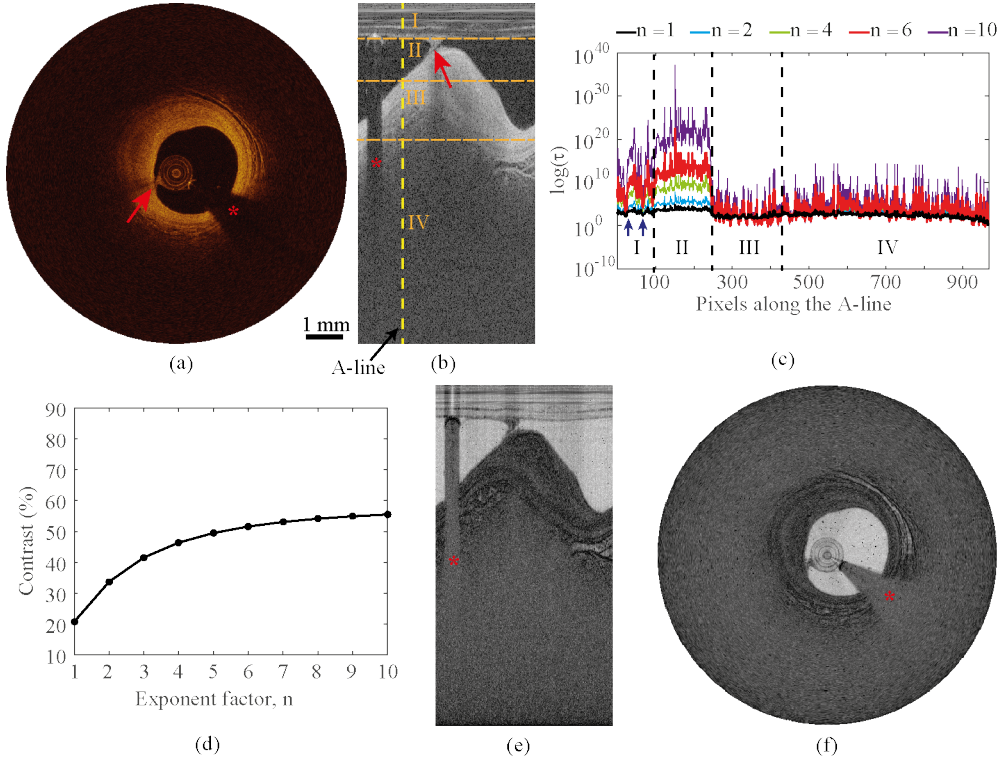 I
II
III
IV
*
*
1 mm
A-line
(a)
(b)
n = 1
n = 2
n = 4
n = 6
n = 10
log(τ)
10^40
10^30
10^20
10^10
10^0
10^-10
I
II
III
IV
100
300
500
700
900
Pixels along the A-line
(c)
Contrast (%)
90
80
70
60
50
40
30
20
10
1
2
3
4
5
6
7
8
9
10
Exponent factor, n
(d)
*
(e)
*
(f)